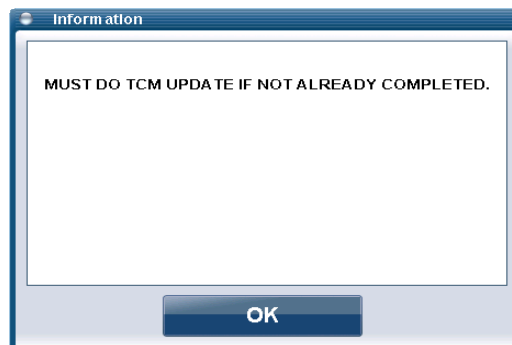 Information
MUST DO TCM UPDATE IF NOT ALREADY COMPLETED.
OK